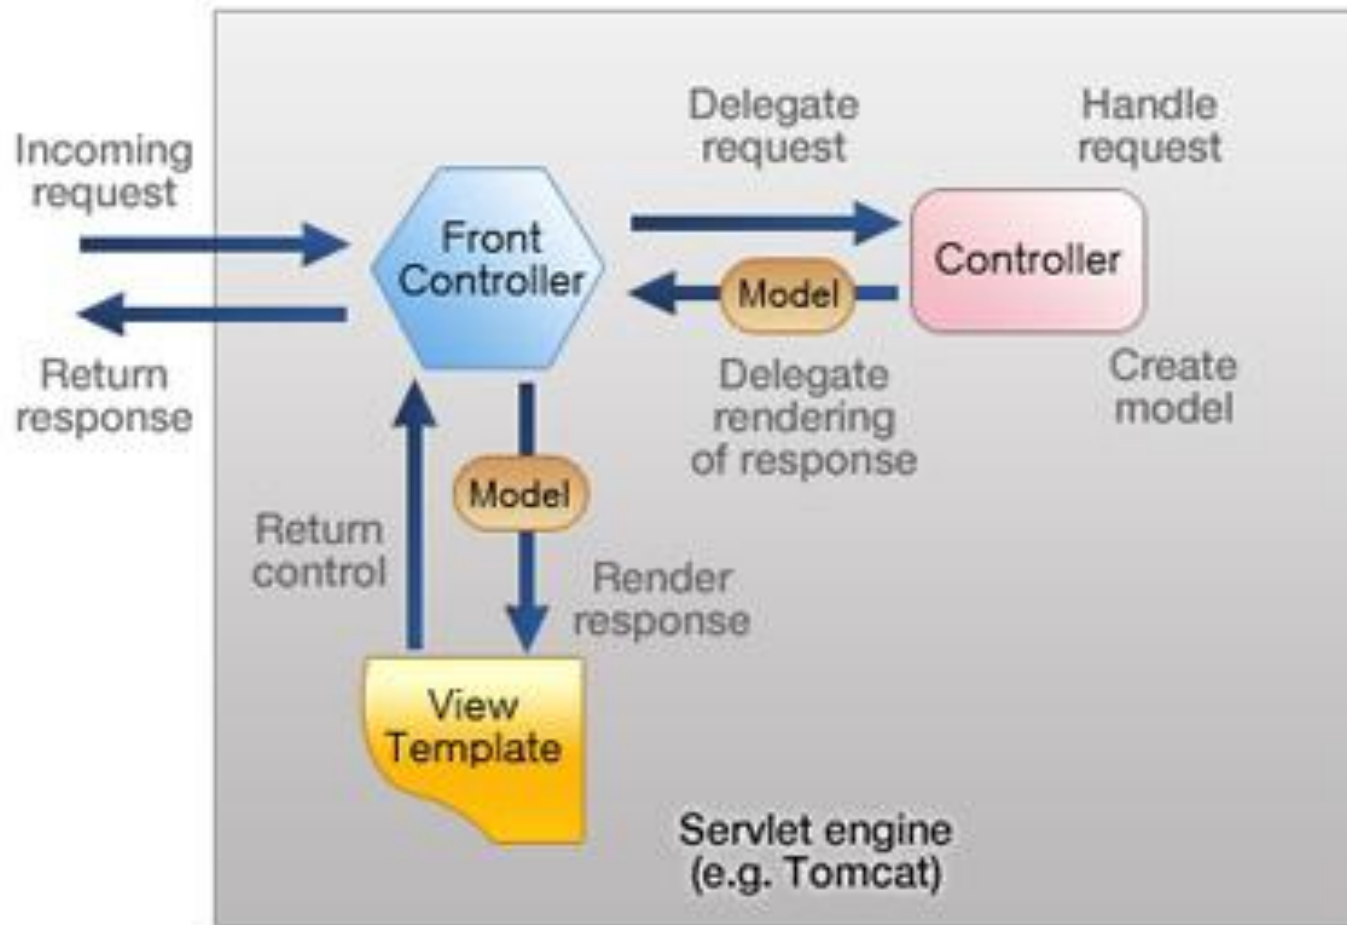 Incoming
request
Return
response
Front
Controller
Delegate
request
Handle
request
Controller
Model
Delegate
rendering
of response
Create
model
Model
Return
control
Render
response
View
Template
Servlet engine
(e.g. Tomcat)